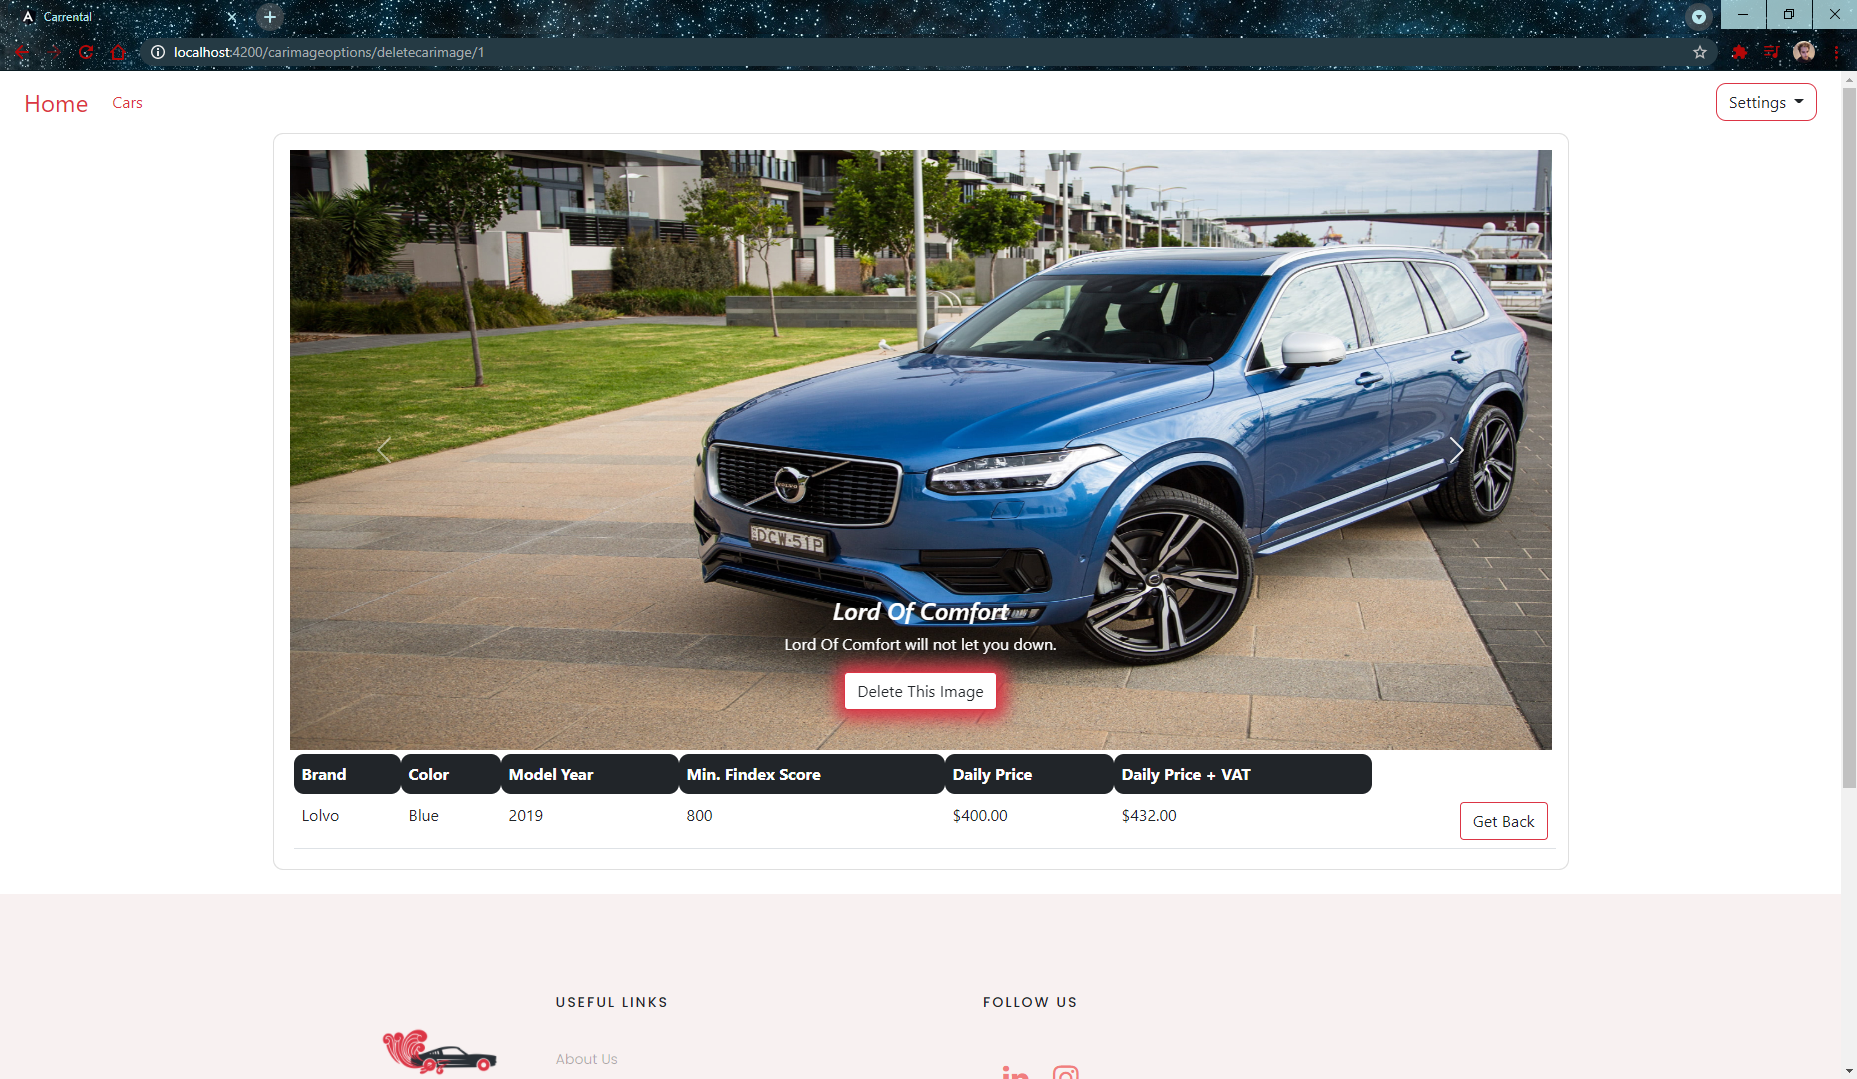 Carrental
localhost:4200/carimageoptions/deletecarimage/1
Home Cars Settings
VOLVO
DCW-51P
Lord Of Comfort
Lord Of Comfort will not let you down.
Delete This Image
Brand Color Model Year Min. Findex Score Daily Price Daily Price + VAT
Lolvo Blue 2019 800 $400.00 $432.00 Get Back
USEFUL LINKS FOLLOW US
About Us